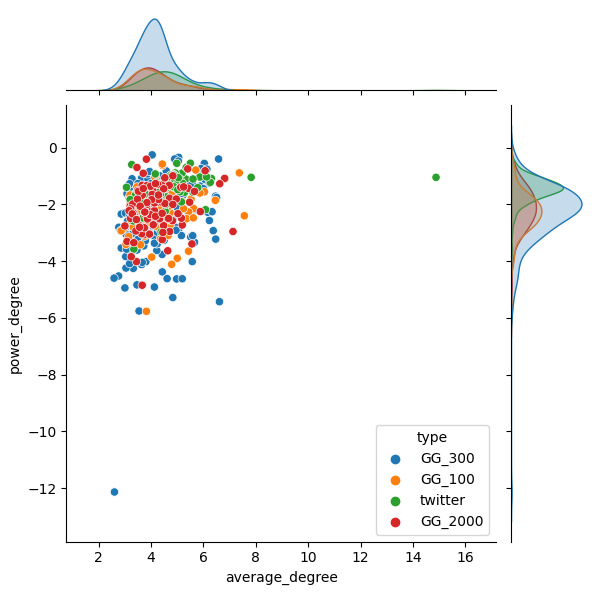 0
−2
−4
−6
−8
−10
−12
power_degree
2 4 6 8 10 12 14 16
average_degree
type
GG_300
GG_100
twitter
GG_2000